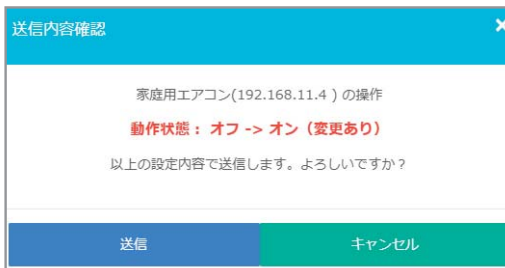 送信内容確認
×
家庭用エアコン(192.168.11.4 ) の操作
動作状態： オフ -> オン（変更あり）
以上の設定内容で送信します。よろしいですか？
送信
キャンセル